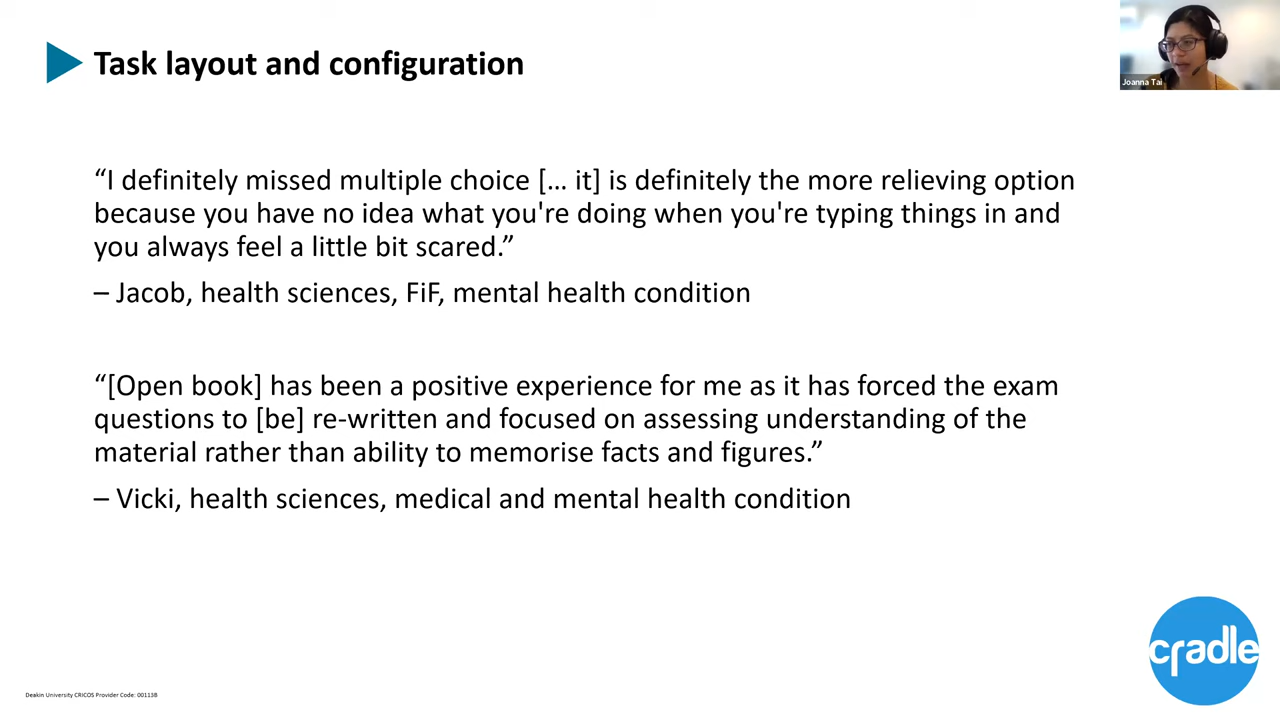 Task layout and configuration
Joanna Tai
“I definitely missed multiple choice [… it] is definitely the more relieving option
because you have no idea what you're doing when you're typing things in and
you always feel a little bit scared.”
– Jacob, health sciences, FiF, mental health condition
“[Open book] has been a positive experience for me as it has forced the exam
questions to [be] re-written and focused on assessing understanding of the
material rather than ability to memorise facts and figures.”
– Vicki, health sciences, medical and mental health condition
cradle
Deakin University CRICOS Provider Code: 00113B